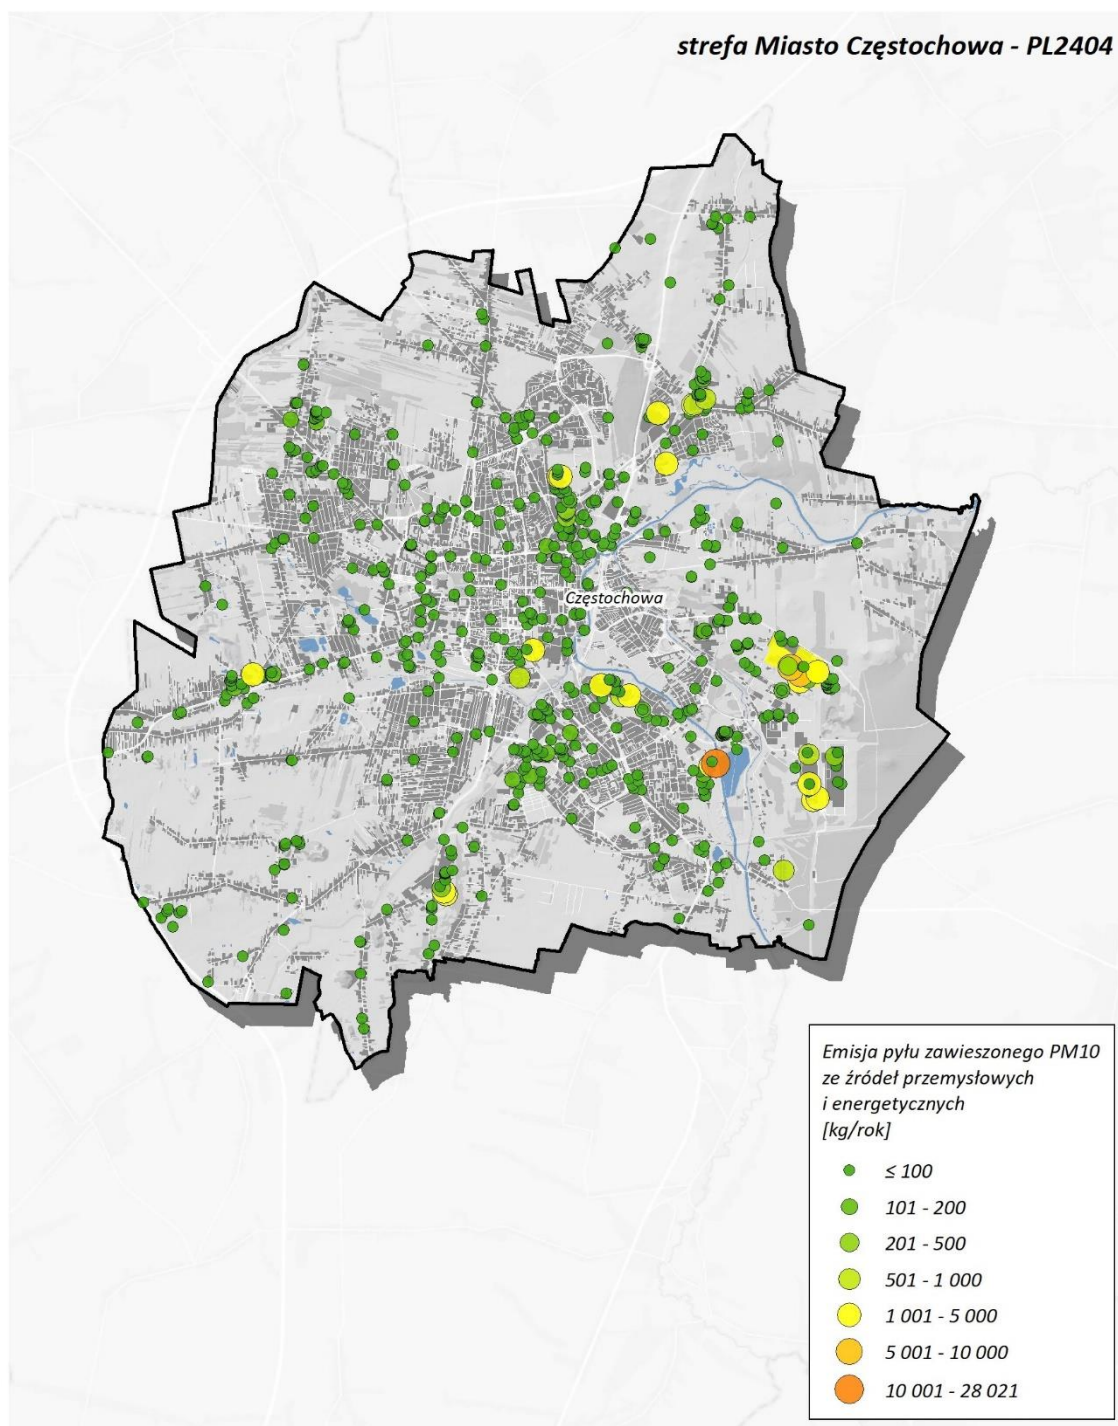 strefa Miasto Częstochowa - PL2404
Częstochowa
Emisja pyłu zawieszonego PM10
ze źródeł przemysłowych
i energetycznych
[kg/rok]
≤ 100
101 - 200
201 - 500
501 - 1 000
1 001 - 5 000
5 001 - 10 000
10 001 - 28 021